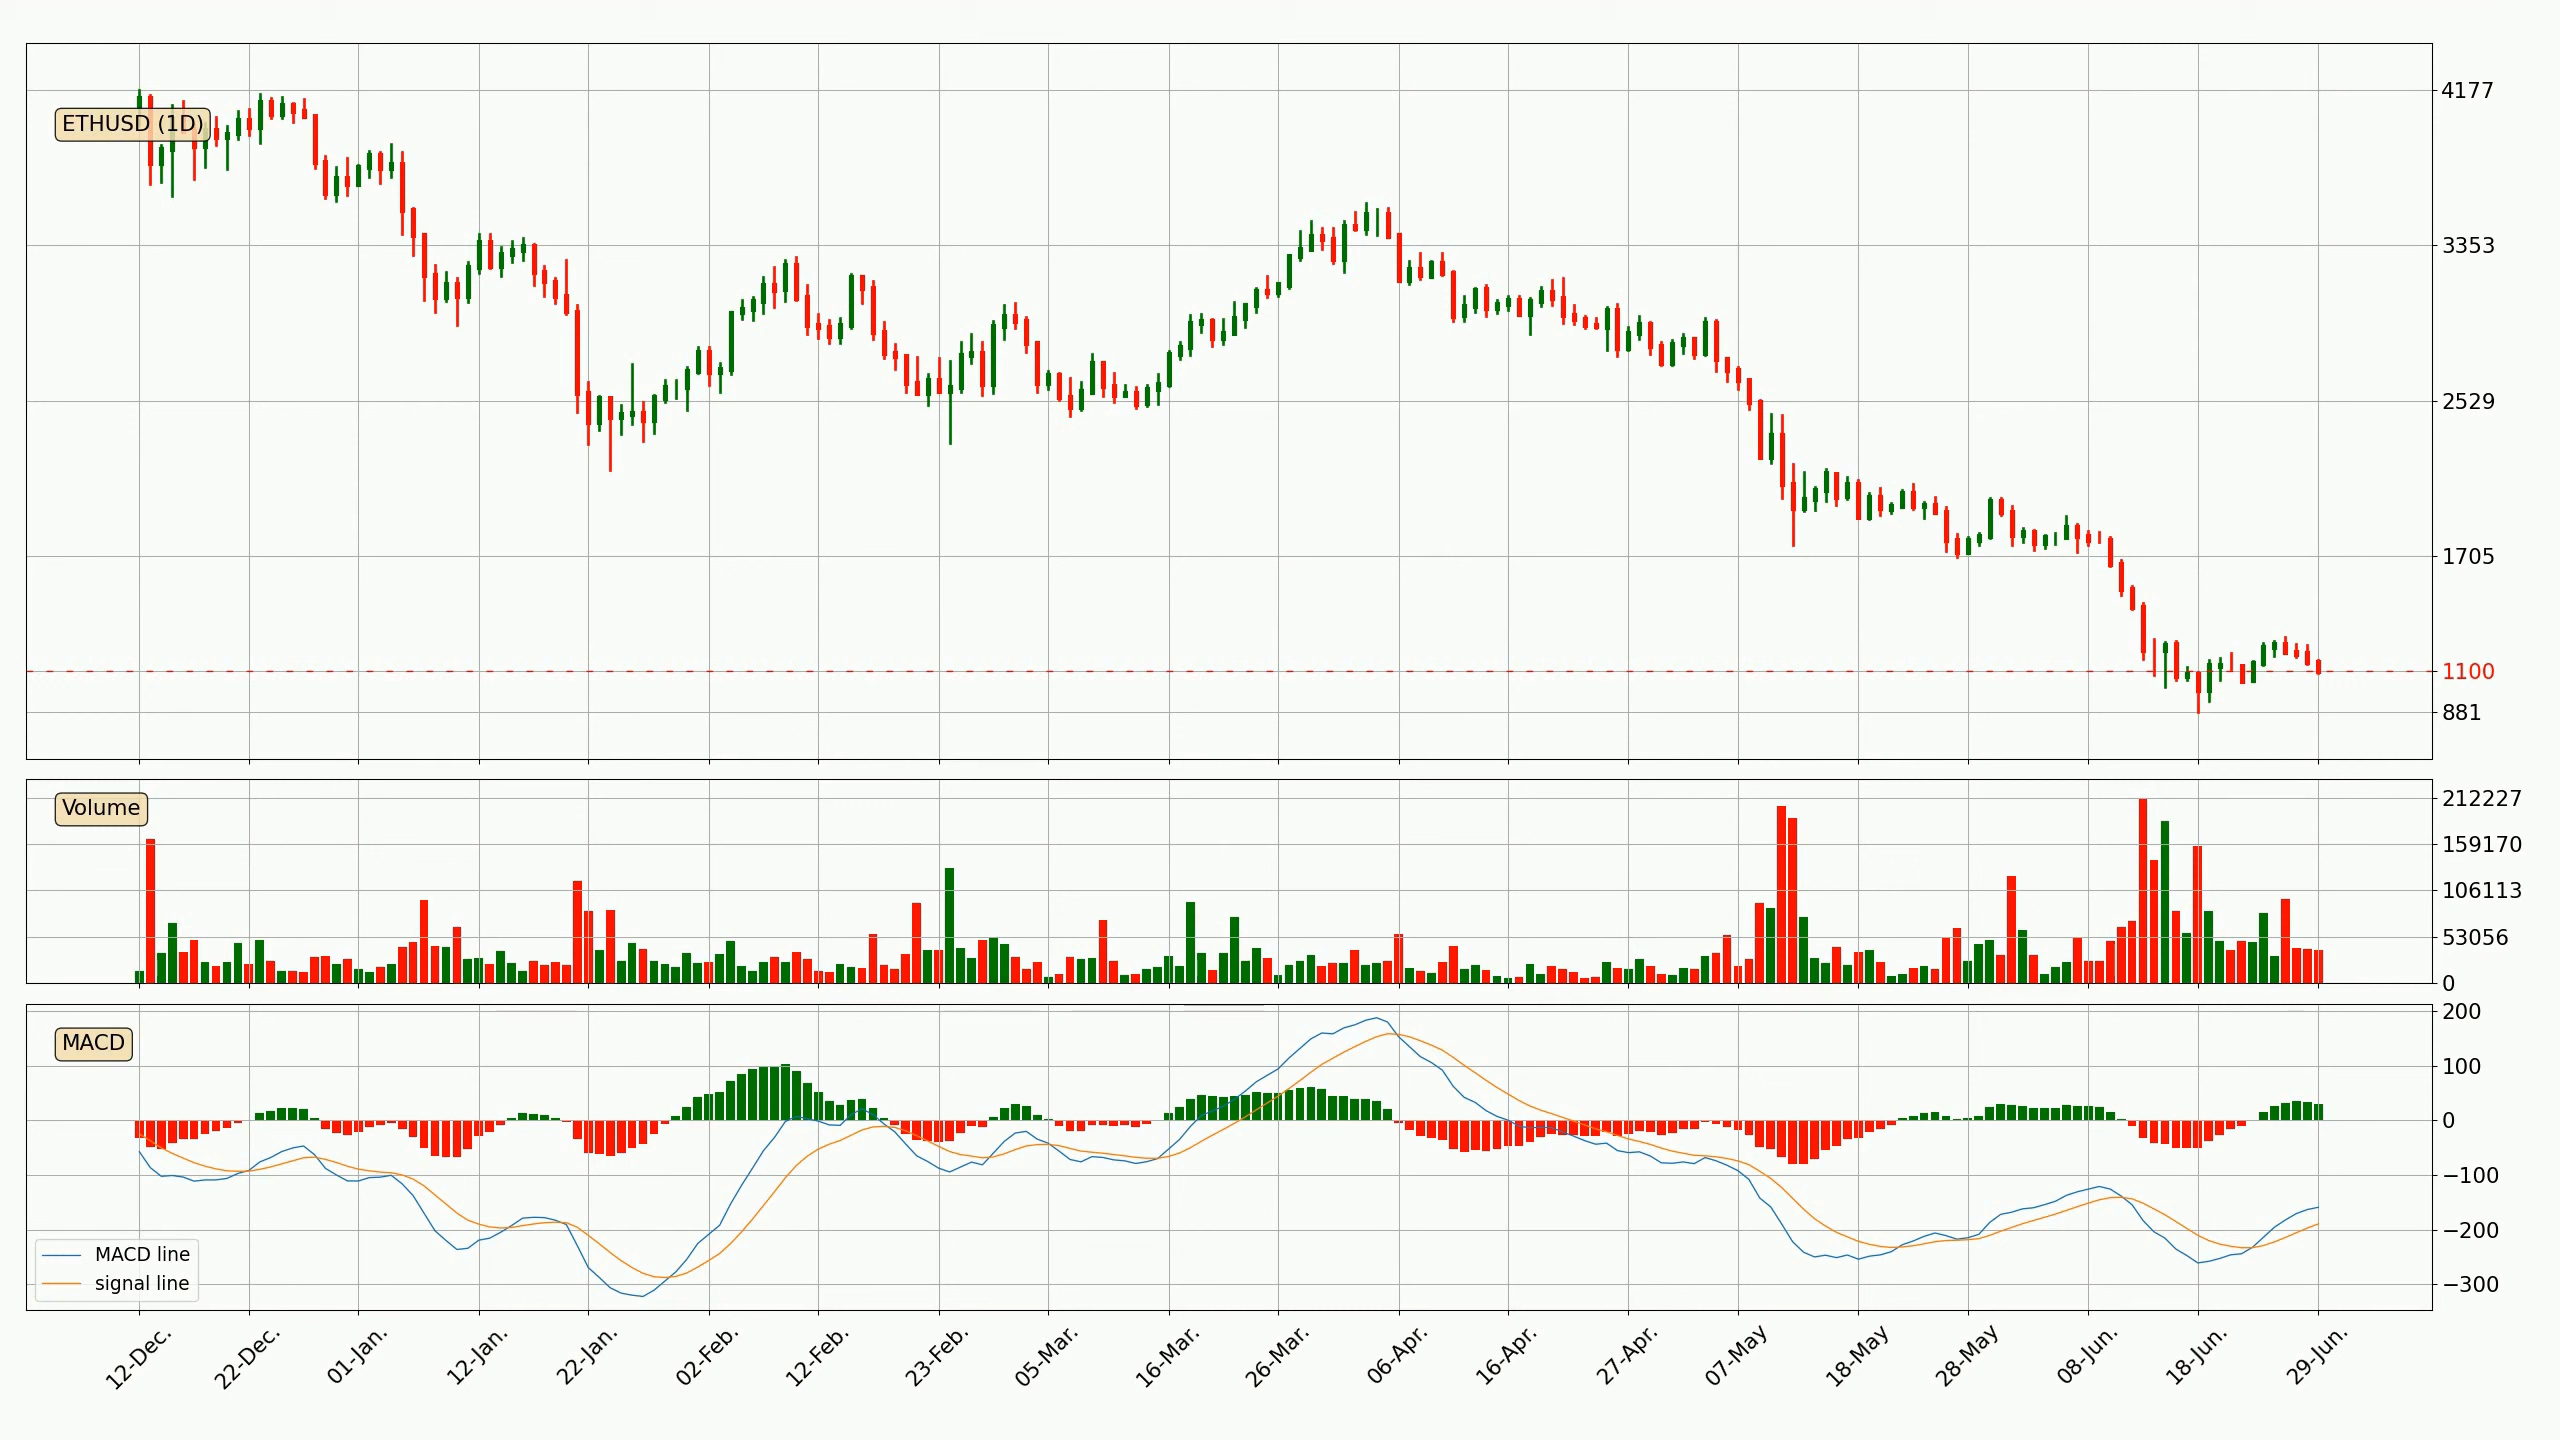 ETHUSD (1D)
4177
3353
2529
1705
1100
881
Volume
212227
159170
106113
53056
0
MACD
200
100
0
−100
−200
−300
MACD line
signal line
12-Dec.
22-Dec.
01-Jan.
12-Jan.
22-Jan.
02-Feb.
12-Feb.
23-Feb.
05-Mar.
16-Mar.
26-Mar.
06-Apr.
16-Apr.
27-Apr.
07-May
18-May
28-May
08-Jun.
18-Jun.
29-Jun.